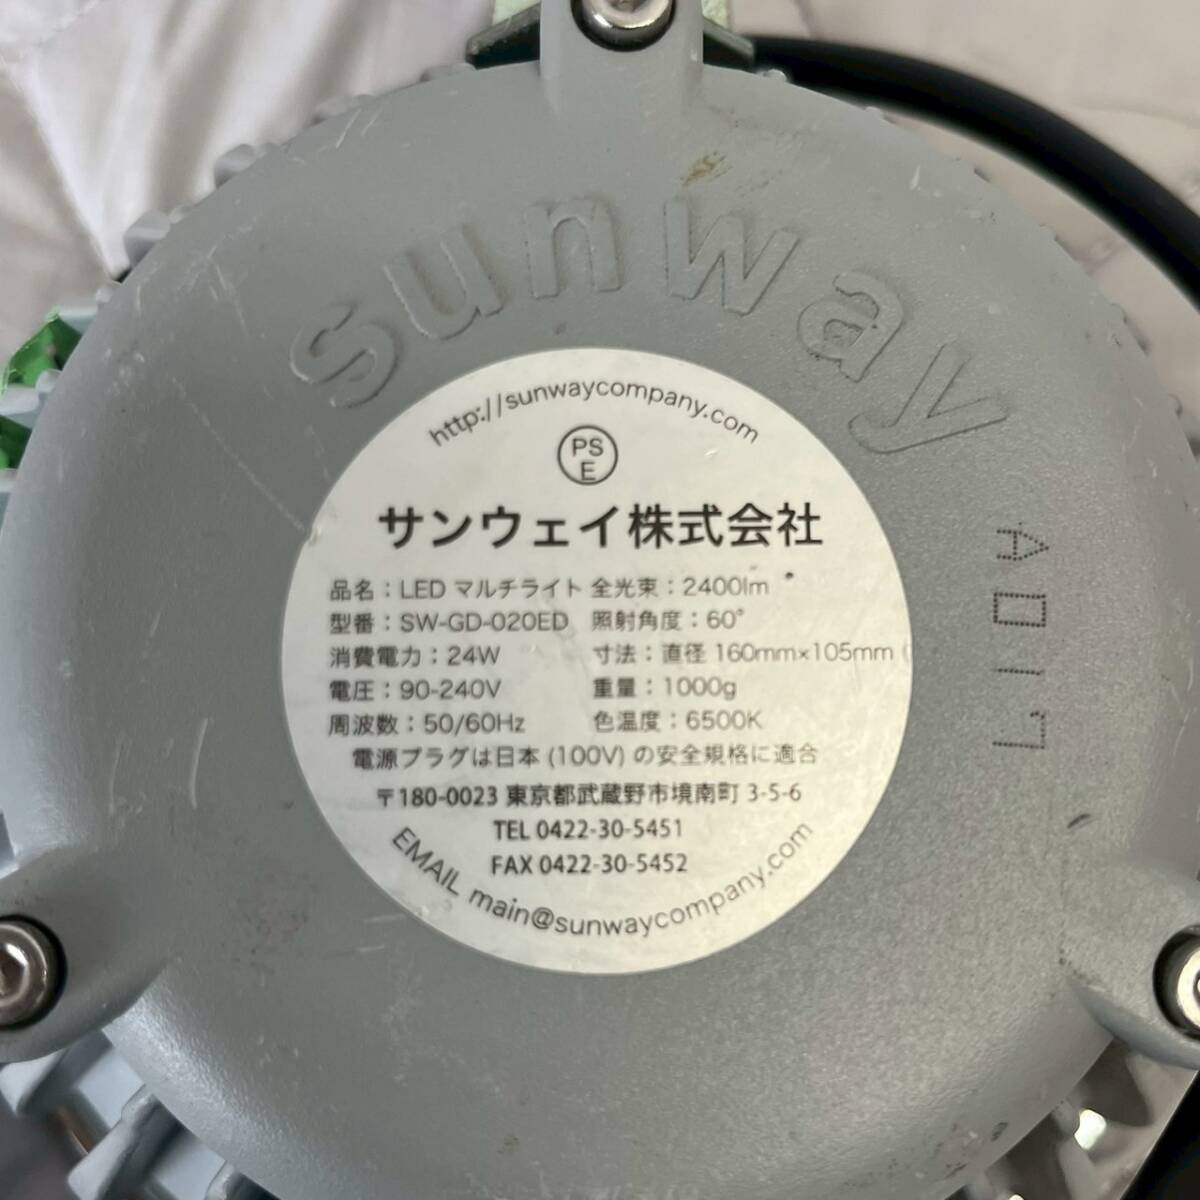 sunway
http://sunwaycompany.com
PS
E
サンウェイ株式会社
品名：LED マルチライト 全光束：2400lm
型番：SW-GD-020ED 照射角度：60°
消費電力：24W 寸法：直径 160mm×105mm
電圧：90-240V 重量：1000g
周波数：50/60Hz 色温度：6500K
電源プラグは日本 (100V) の安全規格に適合
〒180-0023 東京都武蔵野市境南町 3-5-6
TEL 0422-30-5451
FAX 0422-30-5452
EMAIL main@sunwaycompany.com
A017